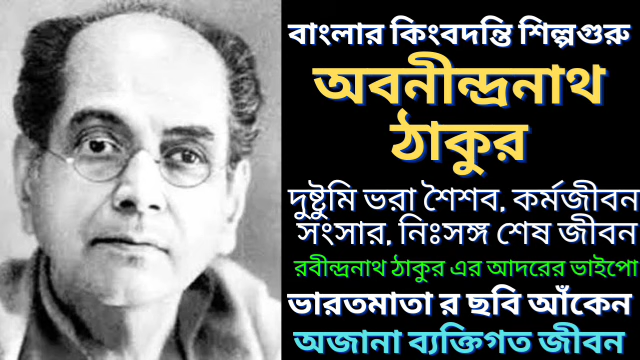 বাংলার কিংবদন্তি শিল্পগুরু
অবনীন্দ্রনাথ
ঠাকুর
দুষ্টুমি ভরা শৈশব, কর্মজীবন
সংসার, নিঃসঙ্গ শেষ জীবন
রবীন্দ্রনাথ ঠাকুর এর আদরের ভাইপো
ভারতমাতা র ছবি আঁকেন
অজানা ব্যক্তিগত জীবন